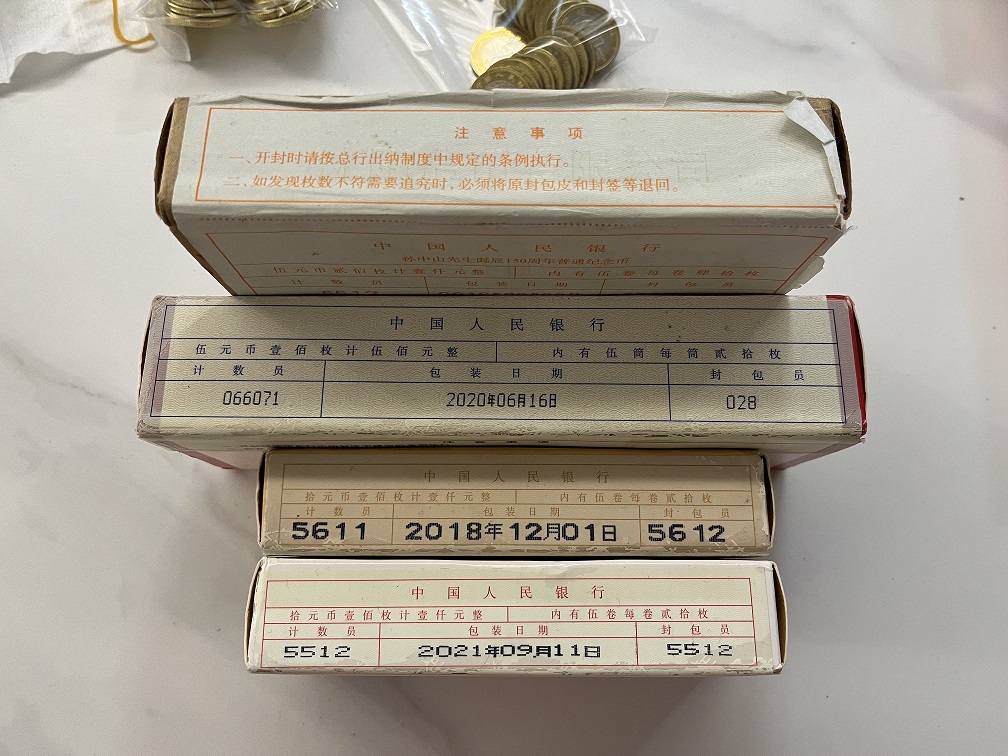 注意事项
一、开封时请按总行出纳制度中规定的条例执行。
二、如发现枚数不符需要追究时，必须将原封包皮和封签等退回。
中国人民银行
孙中山先生诞辰150周年普通纪念币
伍元币贰佰枚计壹仟元整 内有伍卷每卷肆拾枚
计数员 包装日期 封包员
中国人民银行
伍元币壹佰枚计伍佰元整 内有伍筒每筒贰拾枚
计数员 包装日期 封包员
066071 2020年06月16日 028
中国人民银行
拾元币壹佰枚计壹仟元整 内有伍卷每卷贰拾枚
计数员 包装日期 封包员
5611 2018年12月01日 5612
中国人民银行
拾元币壹佰枚计壹仟元整 内有伍卷每卷贰拾枚
计数员 包装日期 封包员
5512 2021年09月11日 5512